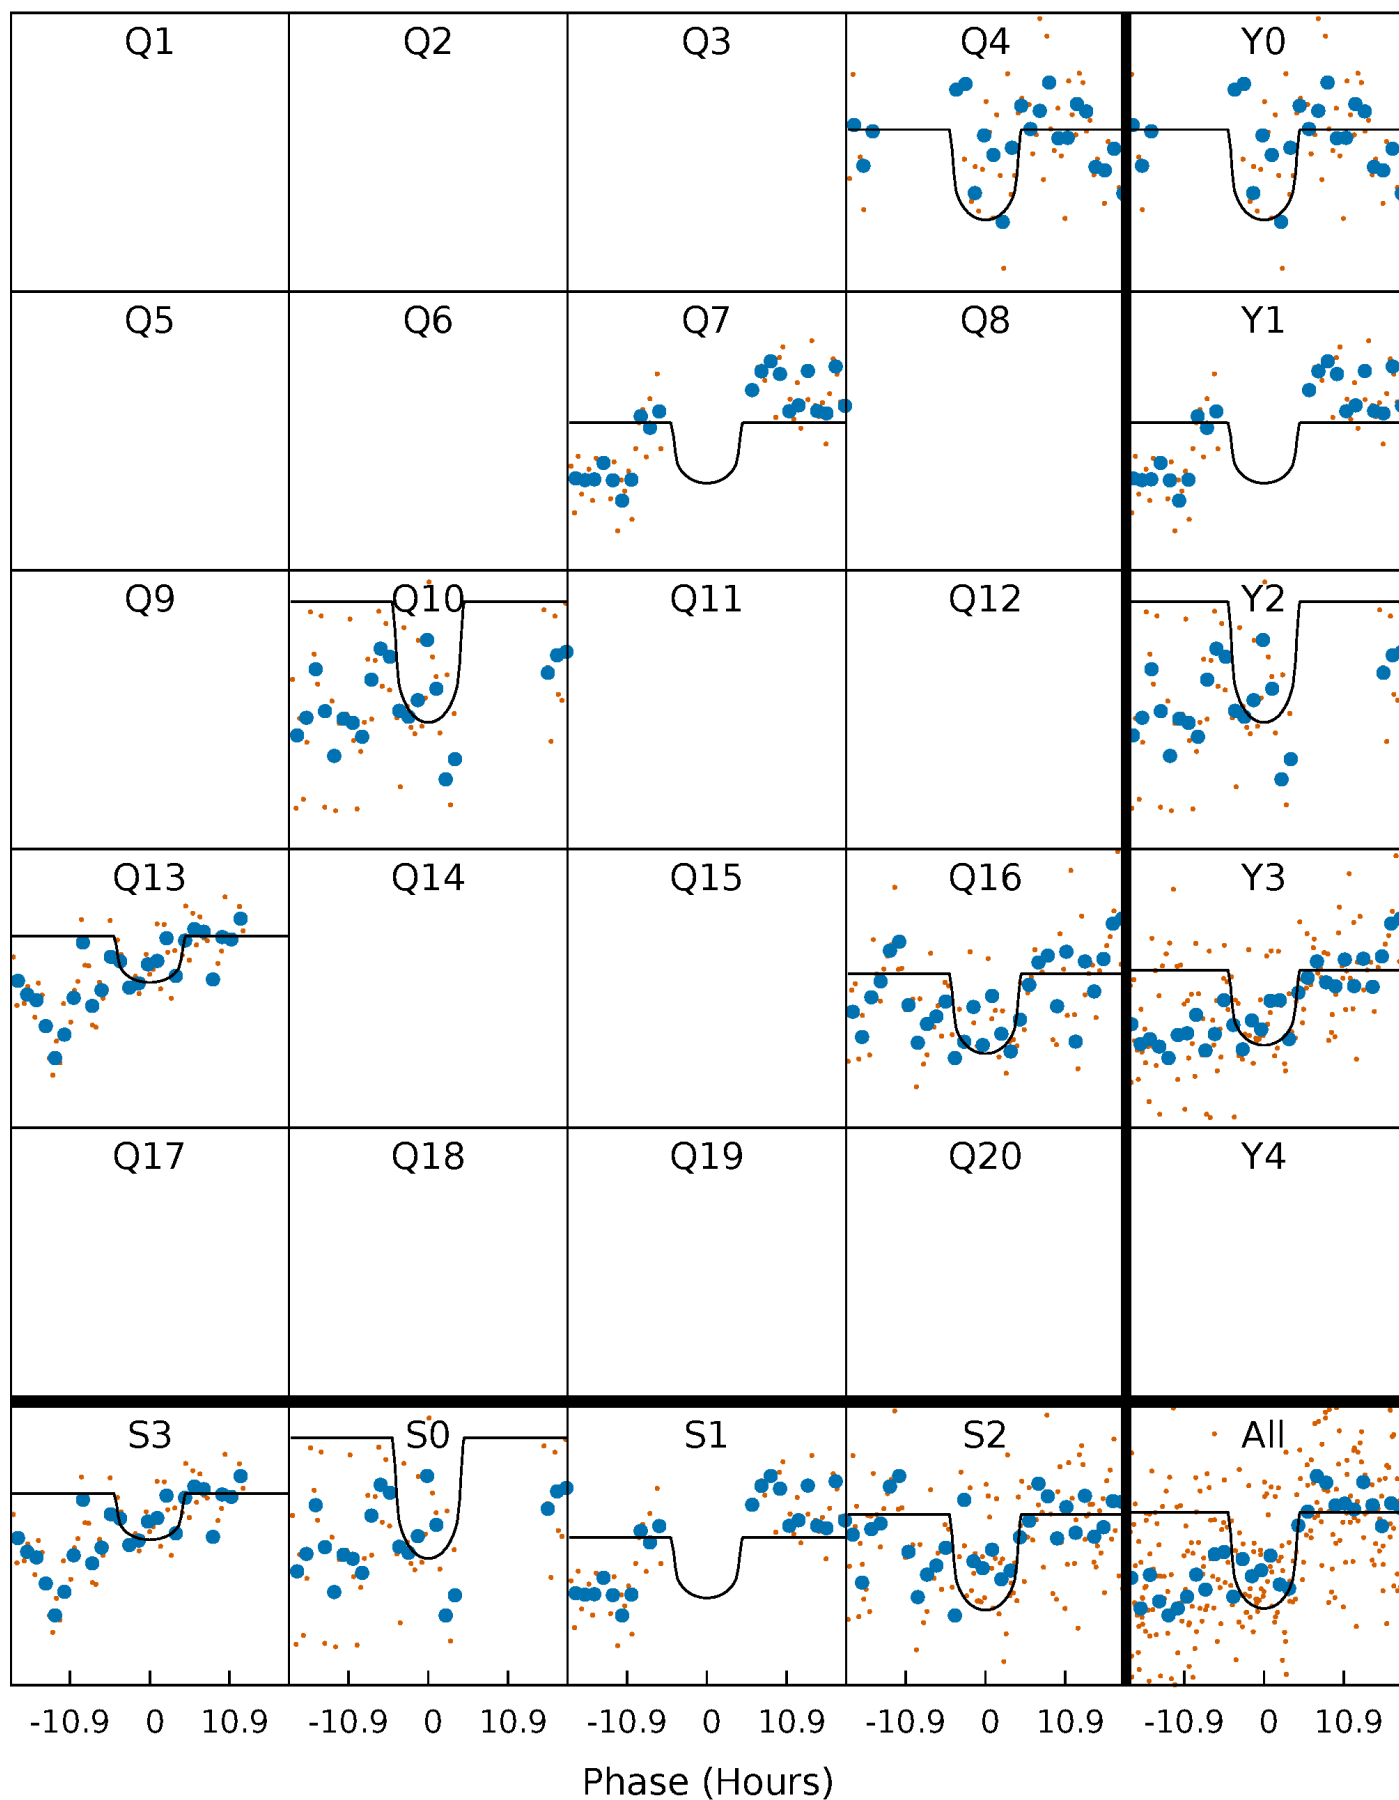 Q1 Q2 Q3 Q4 Y0
Q5 Q6 Q7 Q8 Y1
Q9 Q10 Q11 Q12 Y2
Q13 Q14 Q15 Q16 Y3
Q17 Q18 Q19 Q20 Y4
S3 S0 S1 S2 All
-10.9 0 10.9 -10.9 0 10.9 -10.9 0 10.9 -10.9 0 10.9 -10.9 0 10.9
Phase (Hours)